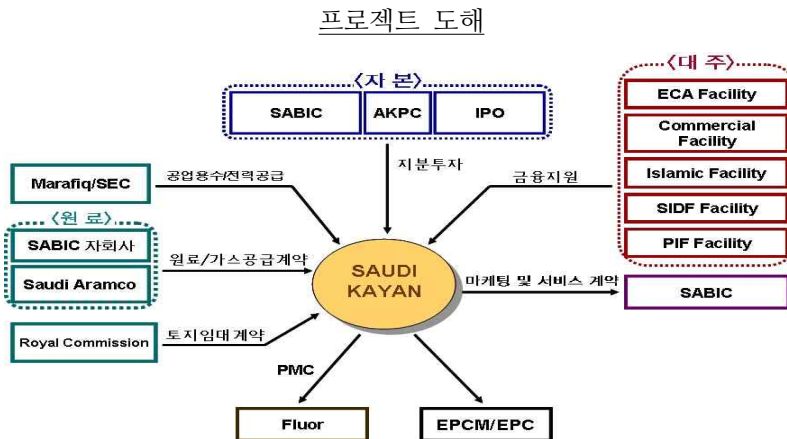 프로젝트 도해
<자 본>
SABIC
AKPC
IPO
<대 주>
ECA Facility
Commercial
Facility
Islamic Facility
SIDF Facility
PIF Facility
지분투자
금융지원
Marafiq/SEC
공업용수/전력공급
<원 료>
SABIC 자회사
Saudi Aramco
원료/가스공급계약
SAUDI
KAYAN
마케팅 및 서비스 계약
SABIC
Royal Commission
토지임대계약
PMC
Fluor
EPCM/EPC